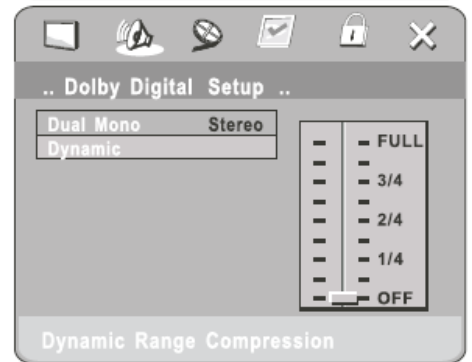 .. Dolby Digital Setup ..
Dual Mono Stereo
Dynamic
FULL
3/4
2/4
1/4
OFF
Dynamic Range Compression